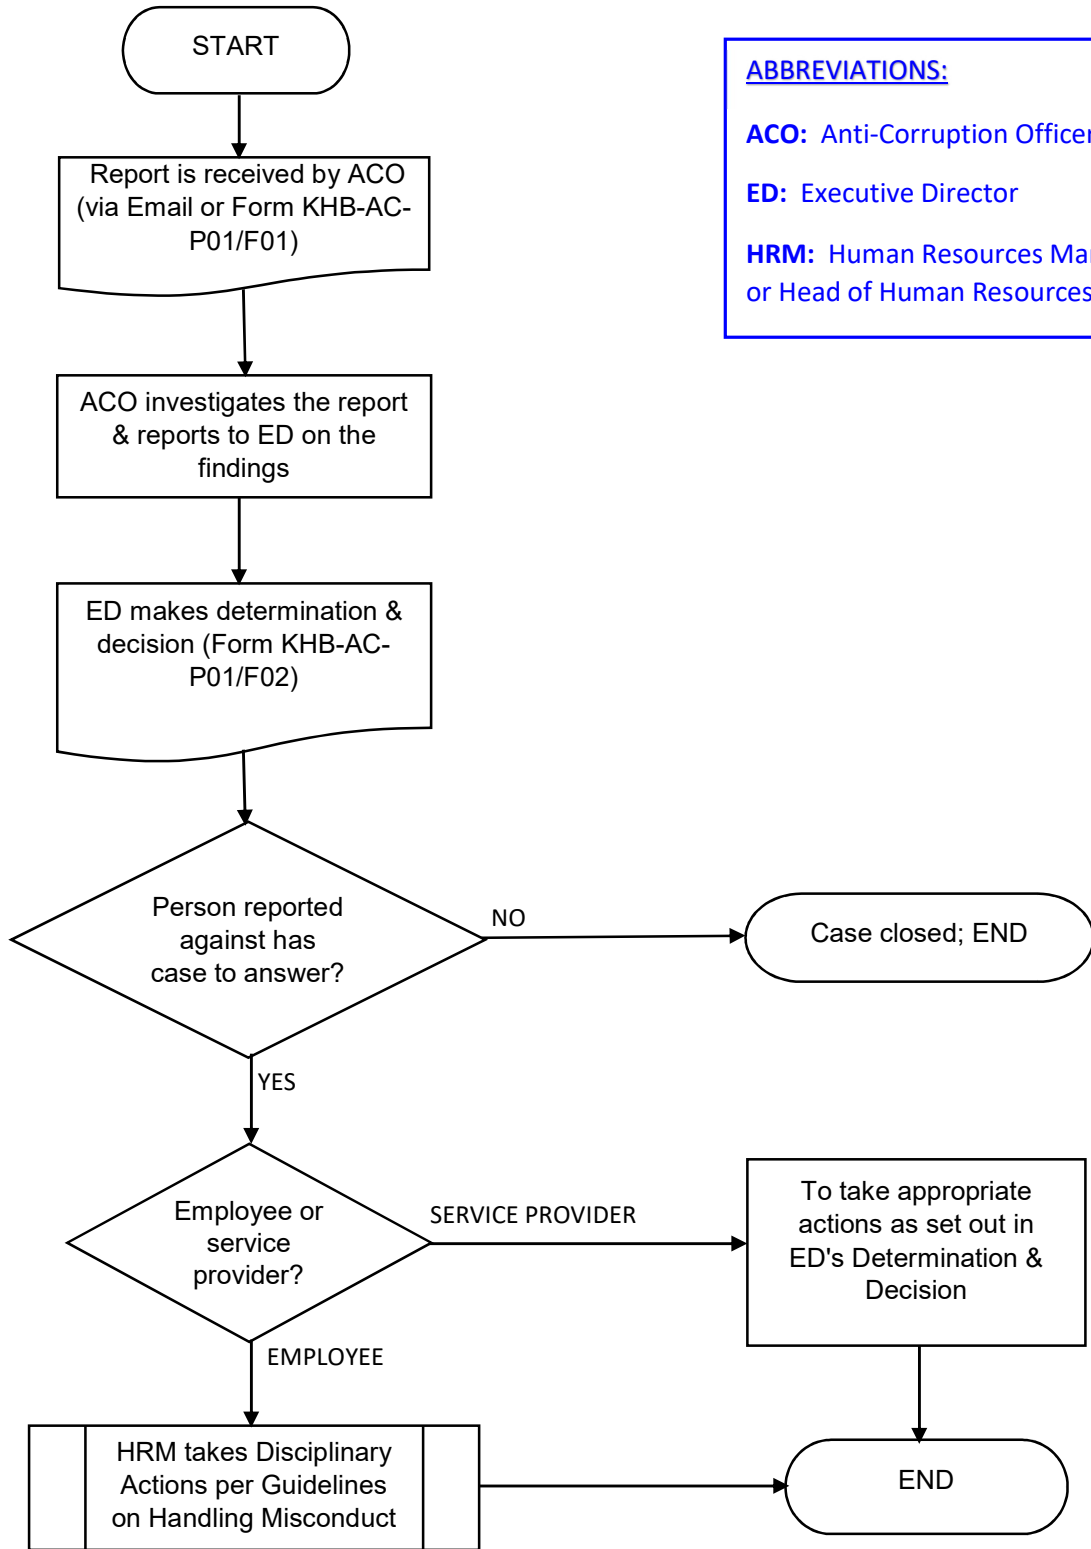 START
ABBREVIATIONS:
ACO: Anti-Corruption Officer
ED: Executive Director
HRM: Human Resources
or Head of Human Resources
Report is received by ACO
(via Email or Form KHB-AC-
P01/F01)
ACO investigates the report
& reports to ED on the
findings
ED makes determination &
decision (Form KHB-AC-
P01/F02)
Person reported
against has
case to answer?
NO
Case closed; END
YES
Employee or
service
provider?
SERVICE PROVIDER
To take appropriate
actions as set out in
ED's Determination &
Decision
EMPLOYEE
HRM takes Disciplinary
Actions per Guidelines
on Handling Misconduct
END